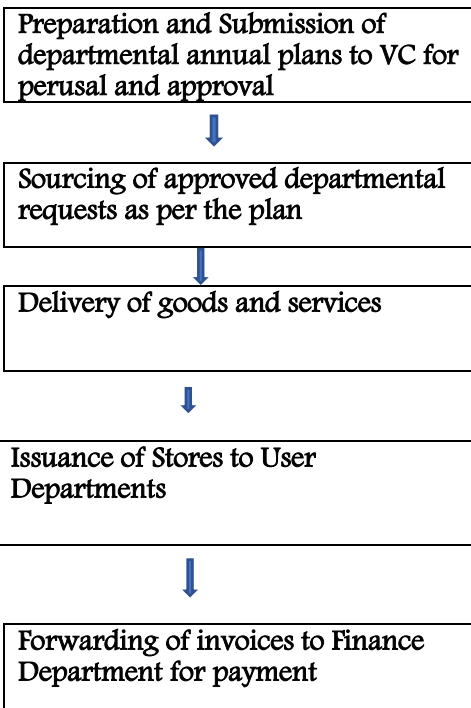 Preparation and Submission of
departmental annual plans to VC for
perusal and approval
Sourcing of approved departmental
requests as per the plan
Delivery of goods and services
Issuance of Stores to User
Departments
Forwarding of invoices to Finance
Department for payment